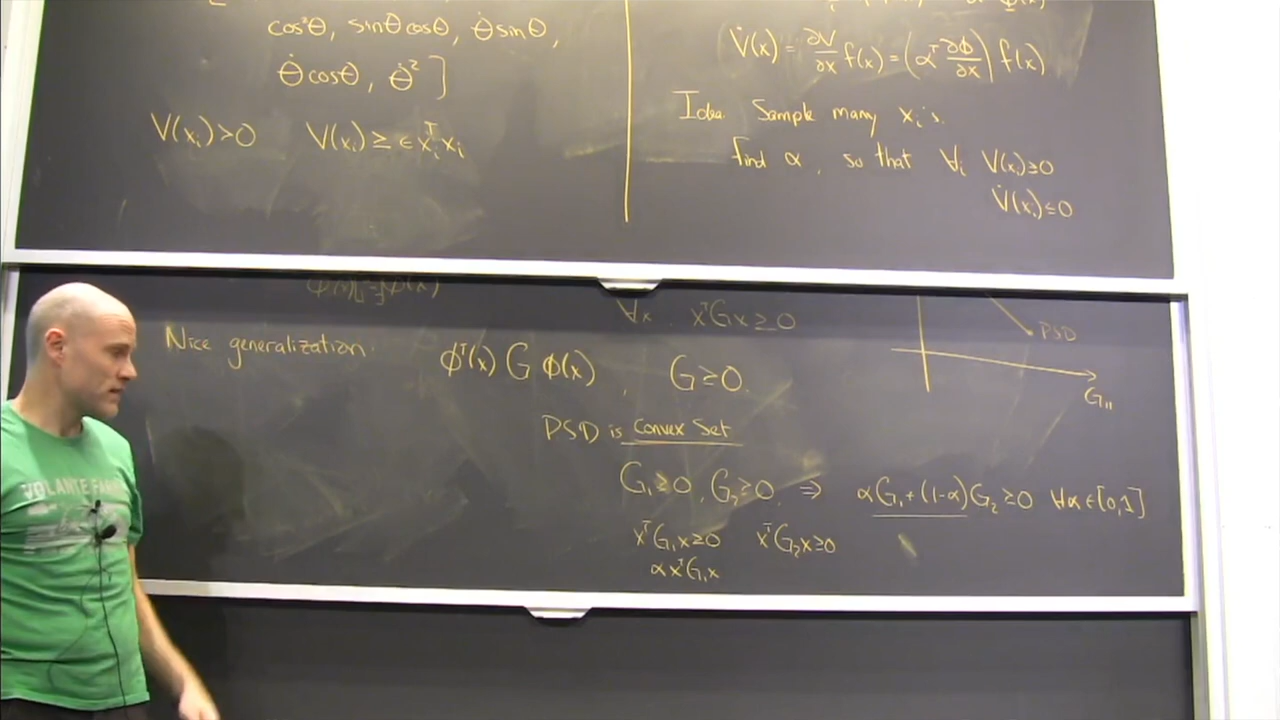 cos²θ, sinθcosθ, θ̇sinθ,
θ̇cosθ, θ̇² ]
V(xᵢ)>0 V(xᵢ) ≥ ϵxᵢᵀxᵢ
V̇(x) = ∂V/∂x f(x) = (αᵀ ∂ϕ/∂x) f(x)
Idea. Sample many xᵢ's.
find α, so that ∀ᵢ V(xᵢ)≥0
V̇(xᵢ)≤0
∀x xᵀGx ≥ 0
PSD
G₁₁
Nice generalization:
ϕᵀ(x) G ϕ(x) , G ≥ 0.
PSD is Convex Set
G₁≥0, G₂≥0 ⇒ αG₁+(1-α)G₂≥0 ∀α∈[0,1]
xᵀG₁x≥0 xᵀG₂x≥0
αxᵀG₁x
VOLANTE